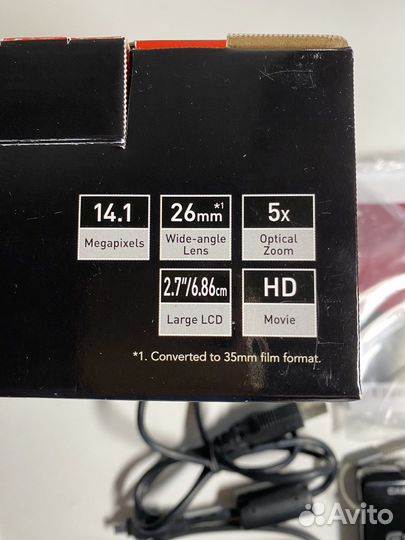 14.1
Megapixels
26mm*1
Wide-angle
Lens
5x
Optical
Zoom
2.7"/6.86cm
Large LCD
HD
Movie
*1. Converted to 35mm film format.
Avito